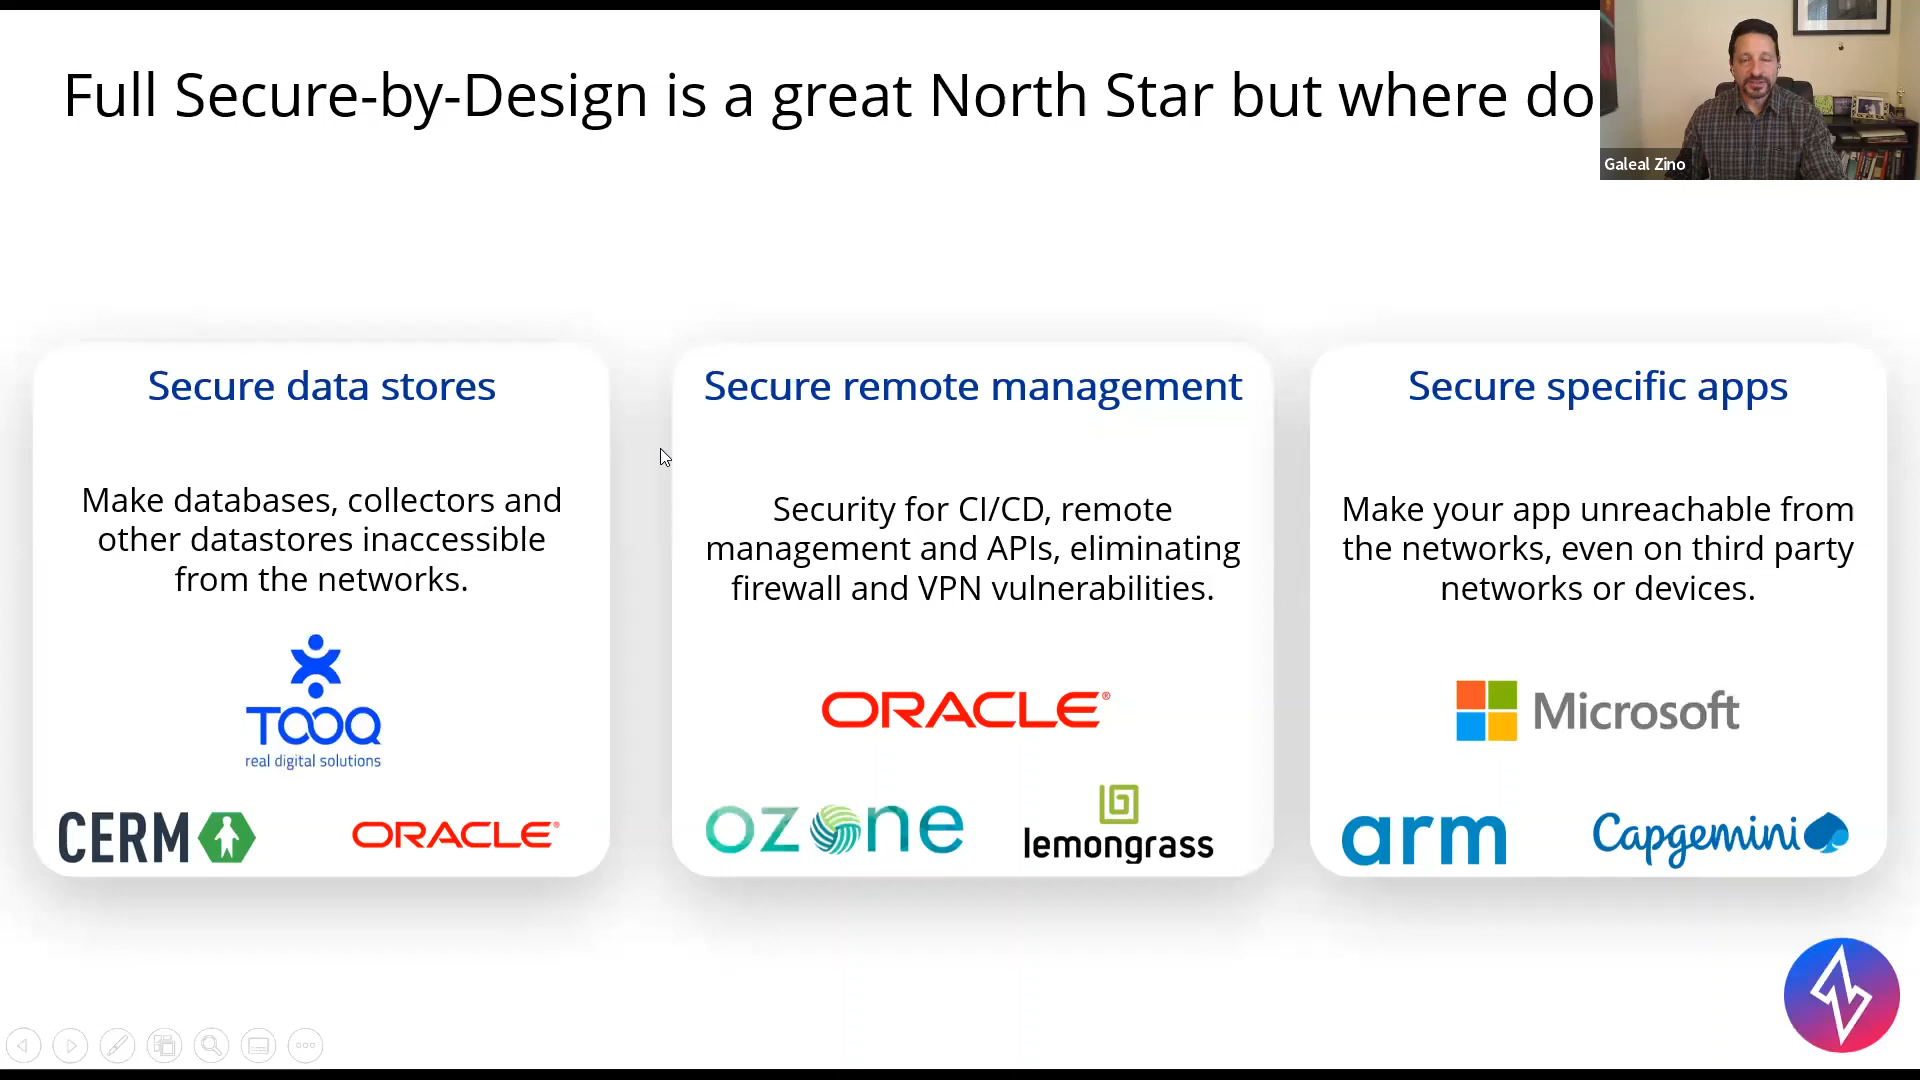 Full Secure-by-Design is a great North Star but where do
Galeal Zino
Secure data stores
Make databases, collectors and
other datastores inaccessible
from the networks.
TOOQ
real digital solutions
CERM
ORACLE®
Secure remote management
Security for CI/CD, remote
management and APIs, eliminating
firewall and VPN vulnerabilities.
ORACLE®
ozone
lemongrass
Secure specific apps
Make your app unreachable from
the networks, even on third party
networks or devices.
Microsoft
arm
Capgemini